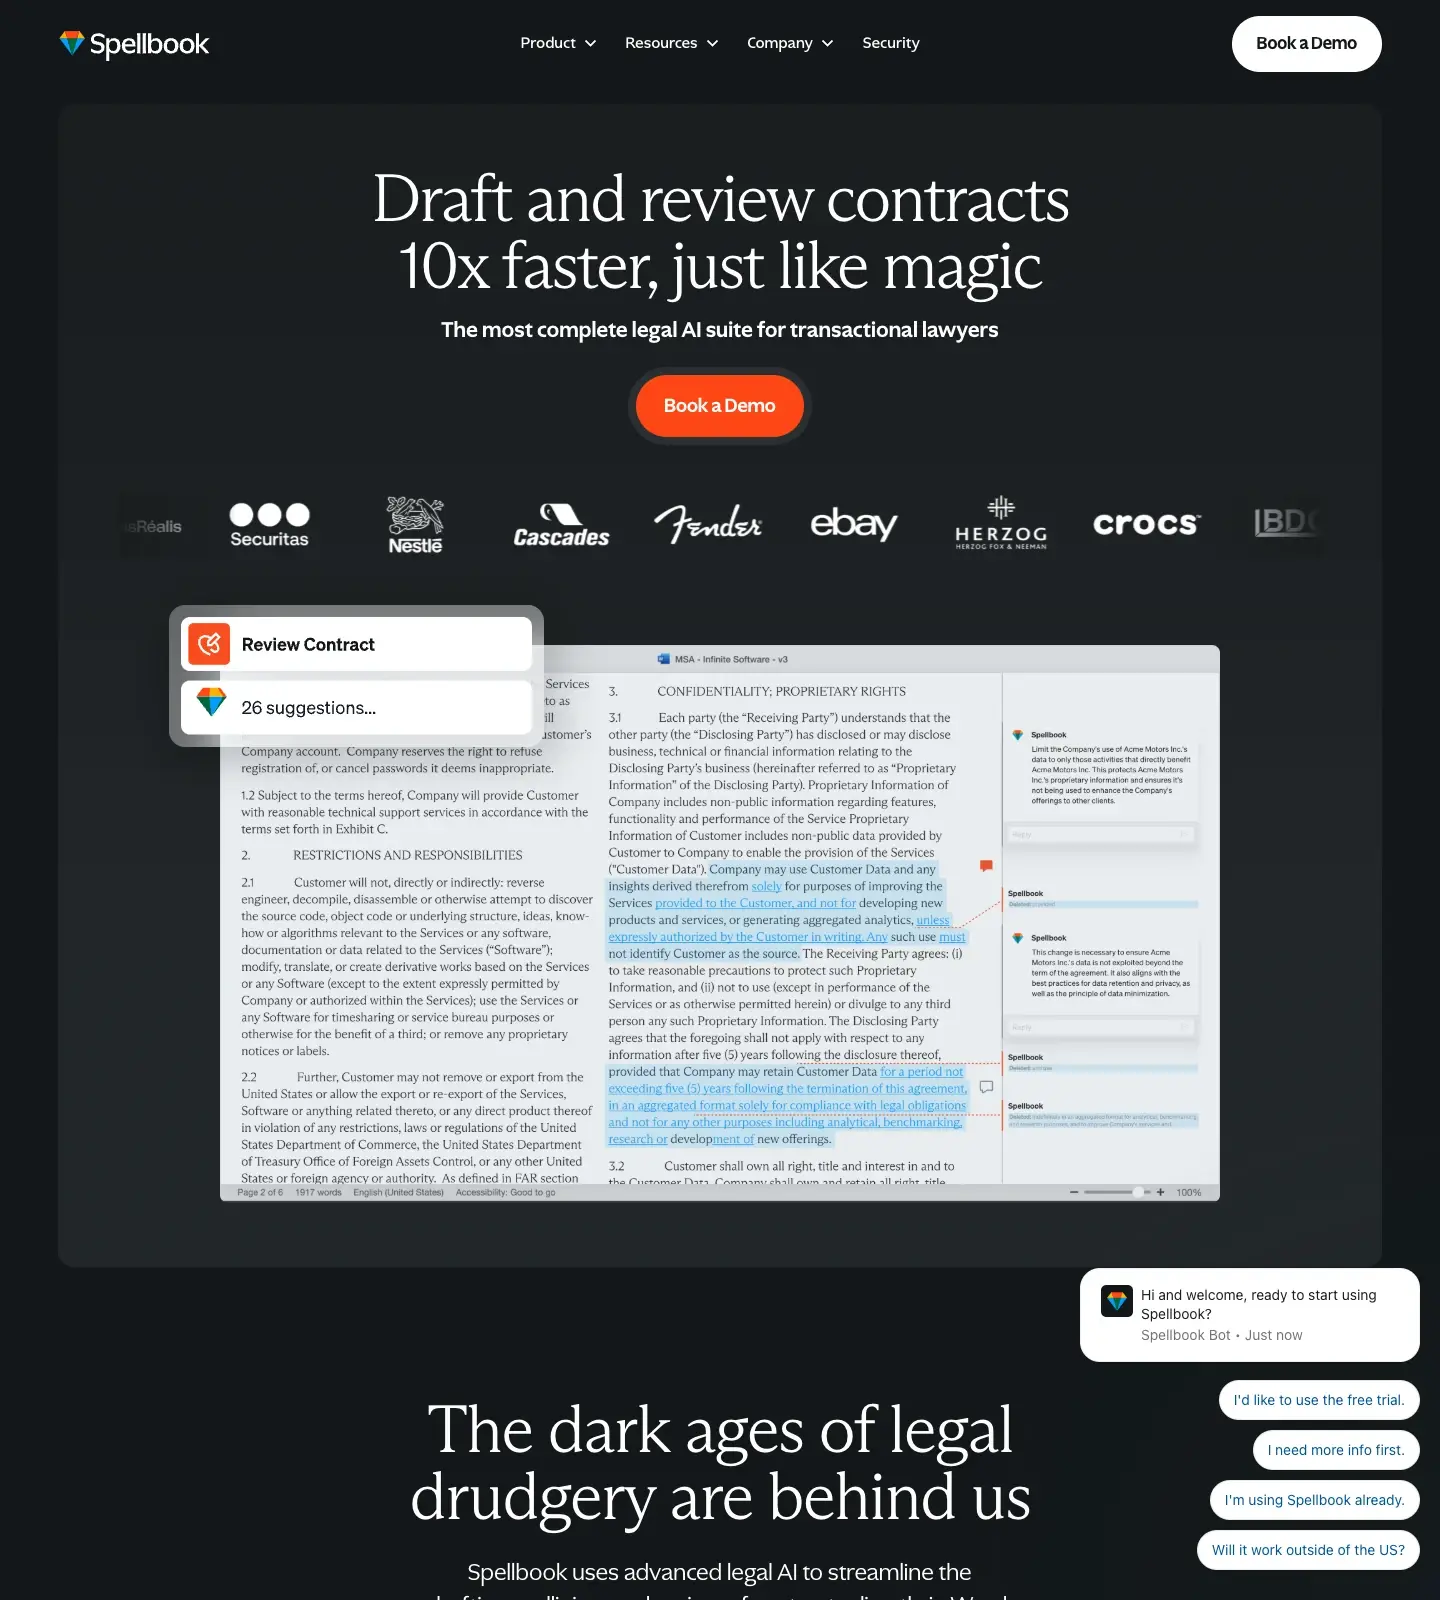 Spellbook
Product
Resources
Company
Security
Book a Demo
Draft and review contracts
10x faster, just like magic
The most complete legal AI suite for transactional lawyers
Book a Demo
sRéalis
Securitas
Nestlé
Cascades
Fender
ebay
HERZOG
HERZOG FOX & NEEMAN
crocs
IBDC
Review Contract
26 suggestions...
MSA - Infinite Software - v3
Services
to as
ill
ustomer's
Company account. Company reserves the right to refuse
registration of, or cancel passwords it deems inappropriate.
1.2 Subject to the terms hereof, Company will provide Customer
with reasonable technical support services in accordance with the
terms set forth in Exhibit C.
2. RESTRICTIONS AND RESPONSIBILITIES
2.1 Customer will not, directly or indirectly: reverse
engineer, decompile, disassemble or otherwise attempt to discover
the source code, object code or underlying structure, ideas, know-
how or algorithms relevant to the Services or any software,
documentation or data related to the Services (“Software”);
modify, translate, or create derivative works based on the Services
or any Software (except to the extent expressly permitted by
Company or authorized within the Services); use the Services or
any Software for timesharing or service bureau purposes or
otherwise for the benefit of a third; or remove any proprietary
notices or labels.
2.2 Further, Customer may not remove or export from the
United States or allow the export or re-export of the Services,
Software or anything related thereto, or any direct product thereof
in violation of any restrictions, laws or regulations of the United
States Department of Commerce, the United States Department
of Treasury Office of Foreign Assets Control, or any other United
States or foreign agency or authority. As defined in FAR section
3. CONFIDENTIALITY; PROPRIETARY RIGHTS
3.1 Each party (the “Receiving Party”) understands that the
other party (the “Disclosing Party”) has disclosed or may disclose
business, technical or financial information relating to the
Disclosing Party's business (hereinafter referred to as “Proprietary
Information” of the Disclosing Party). Proprietary Information of
Company includes non-public information regarding features,
functionality and performance of the Service Proprietary
Information of Customer includes non-public data provided by
Customer to Company to enable the provision of the Services
("Customer Data"). Company may use Customer Data and any
insights derived therefrom solely for purposes of improving the
Services provided to the Customer, and not for developing new
products and services, or generating aggregated analytics, unless
expressly authorized by the Customer in writing. Any such use must
not identify Customer as the source. The Receiving Party agrees: (i)
to take reasonable precautions to protect such Proprietary
Information, and (ii) not to use (except in performance of the
Services or as otherwise permitted herein) or divulge to any third
person any such Proprietary Information. The Disclosing Party
agrees that the foregoing shall not apply with respect to any
information after five (5) years following the disclosure thereof,
provided that Company may retain Customer Data for a period not
exceeding five (5) years following the termination of this agreement,
in an aggregated format solely for compliance with legal obligations
and not for any other purposes including analytical, benchmarking,
research or development of new offerings.
3.2 Customer shall own all right, title and interest in and to
the Customer Data. Company shall own and retain all right, title
Spellbook
Limit the Company's use of Acme Motors Inc.'s
data to only those activities that directly benefit
Acme Motors Inc. This protects Acme Motors
Inc.'s proprietary information and ensures it's
not being used to enhance the Company's
offerings to other clients.
Reply
Spellbook
Deleted: provided
Spellbook
This change is necessary to ensure Acme
Motors Inc.'s data is not exploited beyond the
term of the agreement. It also aligns with the
best practices for data retention and privacy, as
well as the principle of data minimization.
Reply
Spellbook
Deleted:
Spellbook
Deleted:
Page 2 of 6
1917 words
English (United States)
Accessibility: Good to go
100%
Hi and welcome, ready to start using
Spellbook?
Spellbook Bot • Just now
I'd like to use the free trial.
I need more info first.
I'm using Spellbook already.
Will it work outside of the US?
The dark ages of legal
drudgery are behind us
Spellbook uses advanced legal AI to streamline the